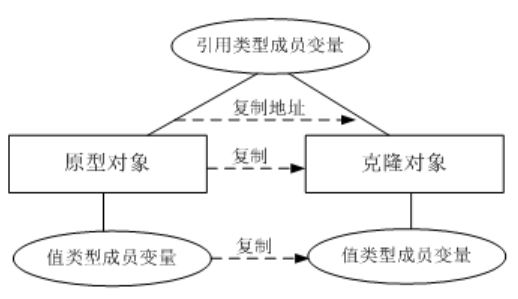 引用类型成员变量
复制地址
原型对象
复制
克隆对象
值类型成员变量
复制
值类型成员变量